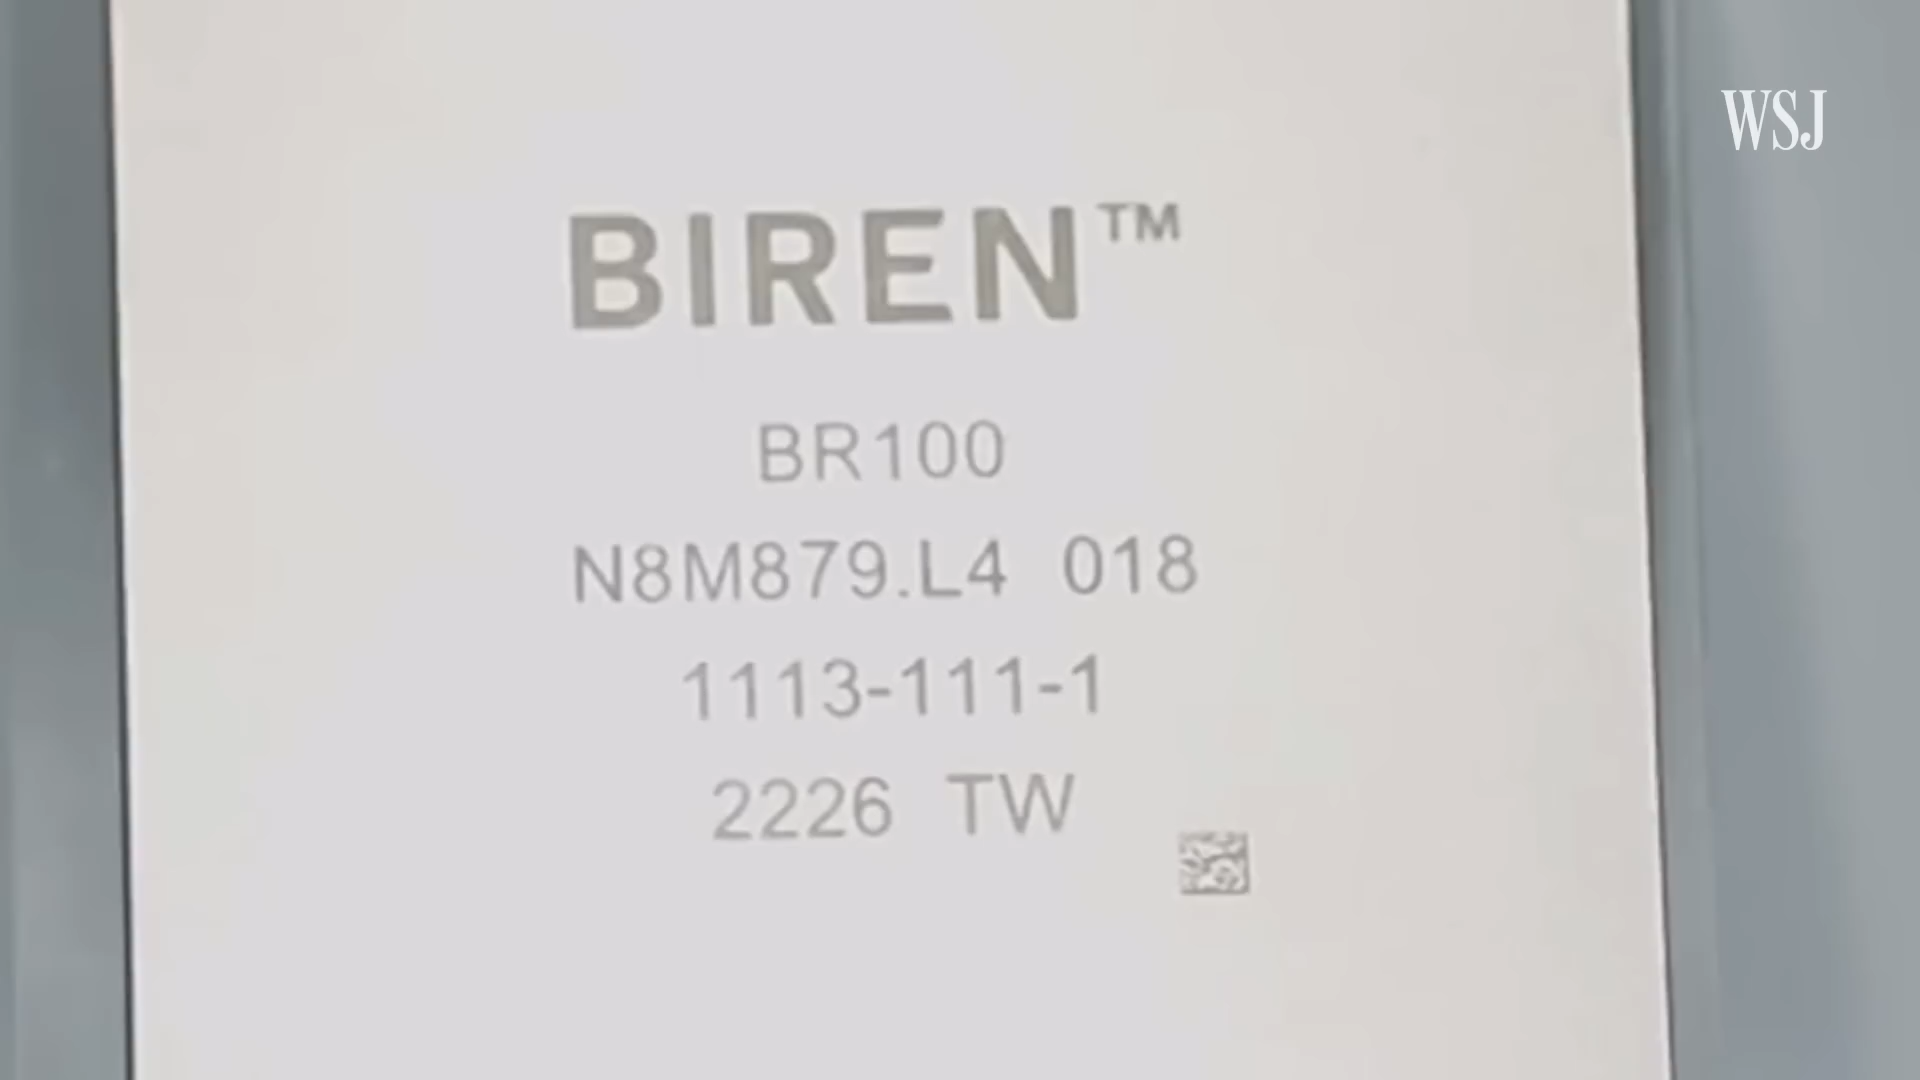 WSJ
BIREN™
BR100
N8M879.L4 018
1113-111-1
2226 TW